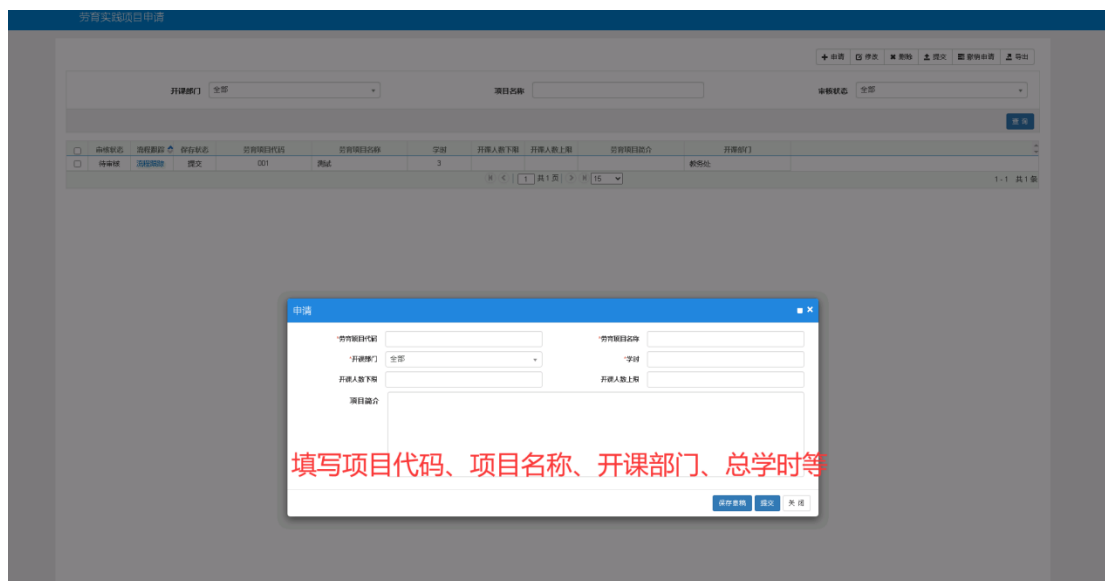 劳育实践项目申请
申请 修改 删除 提交 撤销申请 导出
开课部门 全部 项目名称 审核状态 全部
查 询
审核状态 流程跟踪 保存状态 劳育项目代码 劳育项目名称 学时 开课人数下限 开课人数上限 劳育项目简介 开课部门
待审核 流程跟踪 提交 001 测试 3 教务处
1 共1页 15 1-1 共1条
申请
*劳育项目代码 *劳育项目名称
*开课部门 全部 *学时
开课人数下限 开课人数上限
项目简介
填写项目代码、项目名称、开课部门、总学时等
保存草稿 提交 关 闭